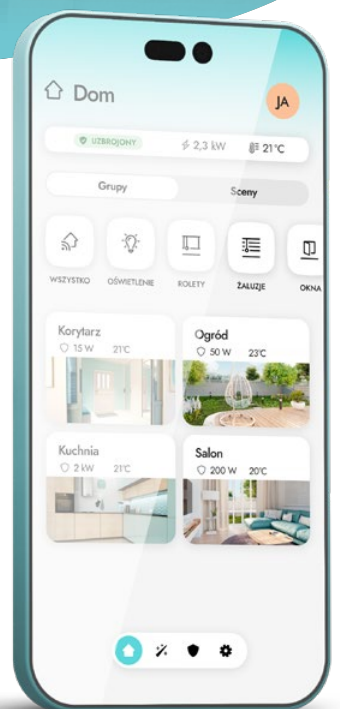 Dom
JA
UZBROJONY 2,3 kW 21°C
Grupy Sceny
WSZYSTKO OŚWIETLENIE ROLETY ŻALUZJE OKNA
Korytarz
15 W 21°C
Ogród
50 W 23°C
Kuchnia
2 kW 21°C
Salon
200 W 20°C